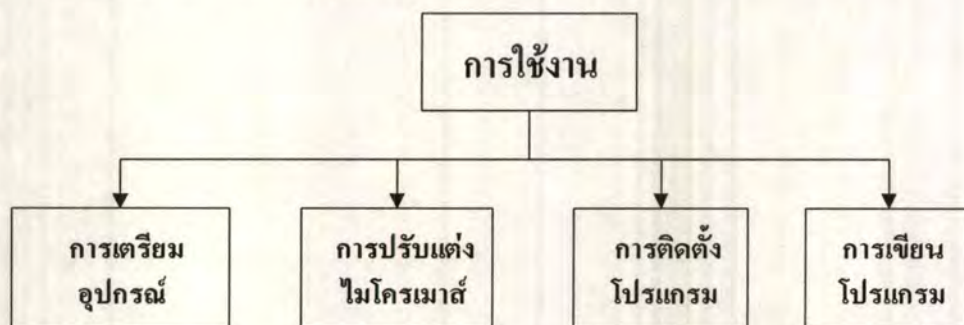 การใช้งาน
การเตรียม
อุปกรณ์
การปรับแต่ง
ไมโครเมาส์
การติดตั้ง
โปรแกรม
การเขียน
โปรแกรม